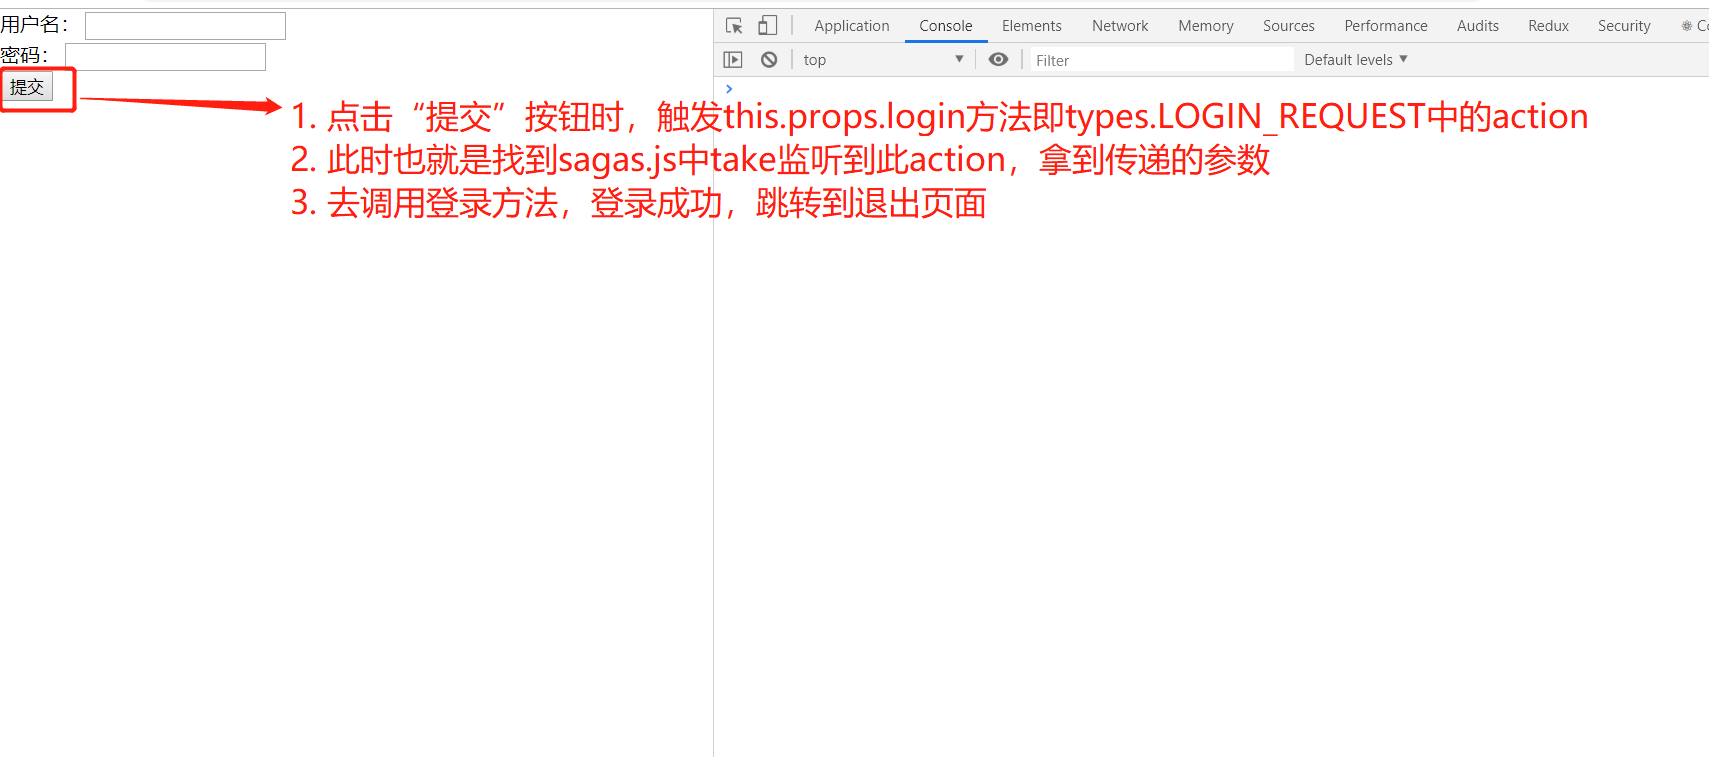 用户名：
密码：
提交
Application Console Elements Network Memory Sources Performance Audits Redux Security
top Filter Default levels
1. 点击“提交”按钮时，触发this.props.login方法即types.LOGIN_REQUEST中的action
2. 此时也就是找到sagas.js中take监听到此action，拿到传递的参数
3. 去调用登录方法，登录成功，跳转到退出页面